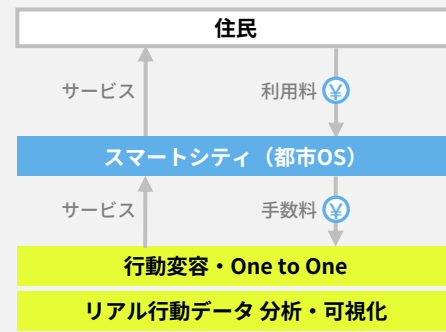 住民
サービス
利用料 ¥
スマートシティ（都市OS）
サービス
手数料 ¥
行動変容・One to One
リアル行動データ 分析・可視化